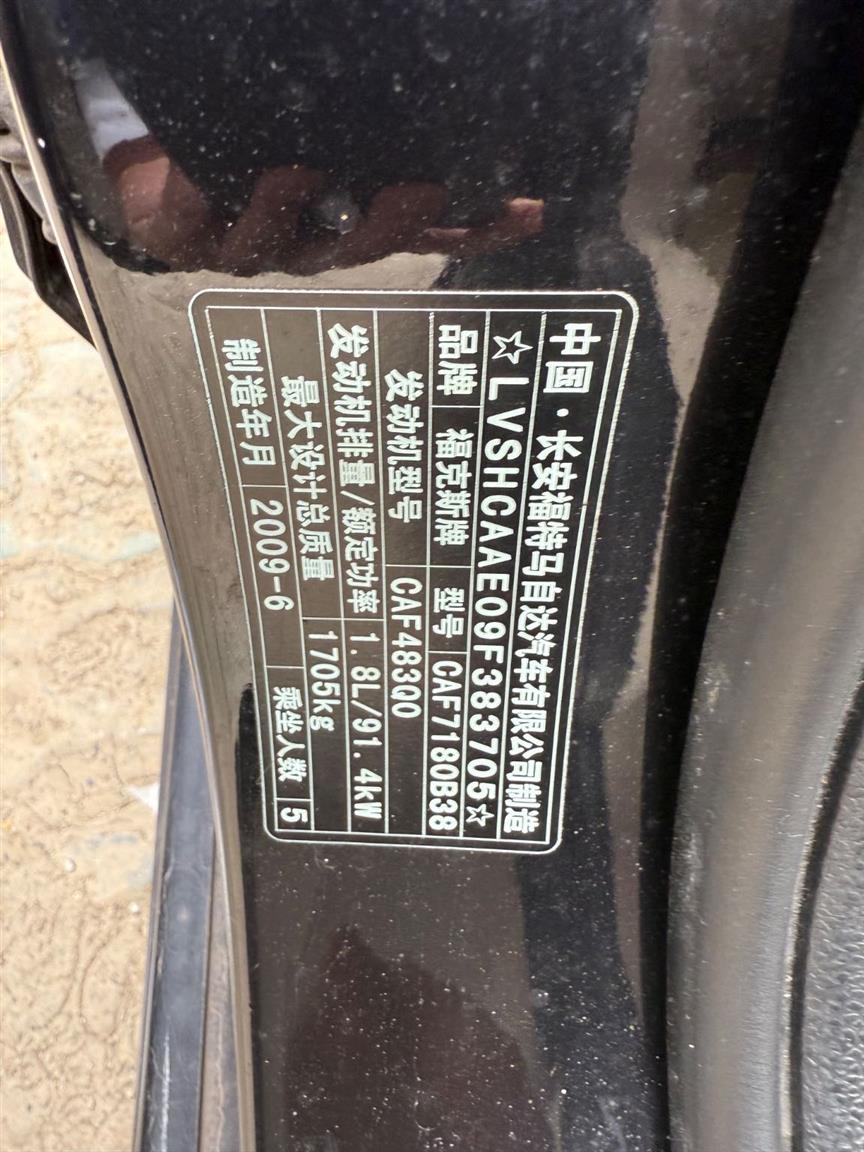 中国·长安福特马自达汽车有限公司制造
☆LVSHCAAE09F383705☆
品牌 福克斯牌 型号 CAF7180B38
发动机型号 CAF483Q0
发动机排量/额定功率 1.8L/91.4kW
最大设计总质量 1705kg
制造年月 2009-6 乘坐人数 5